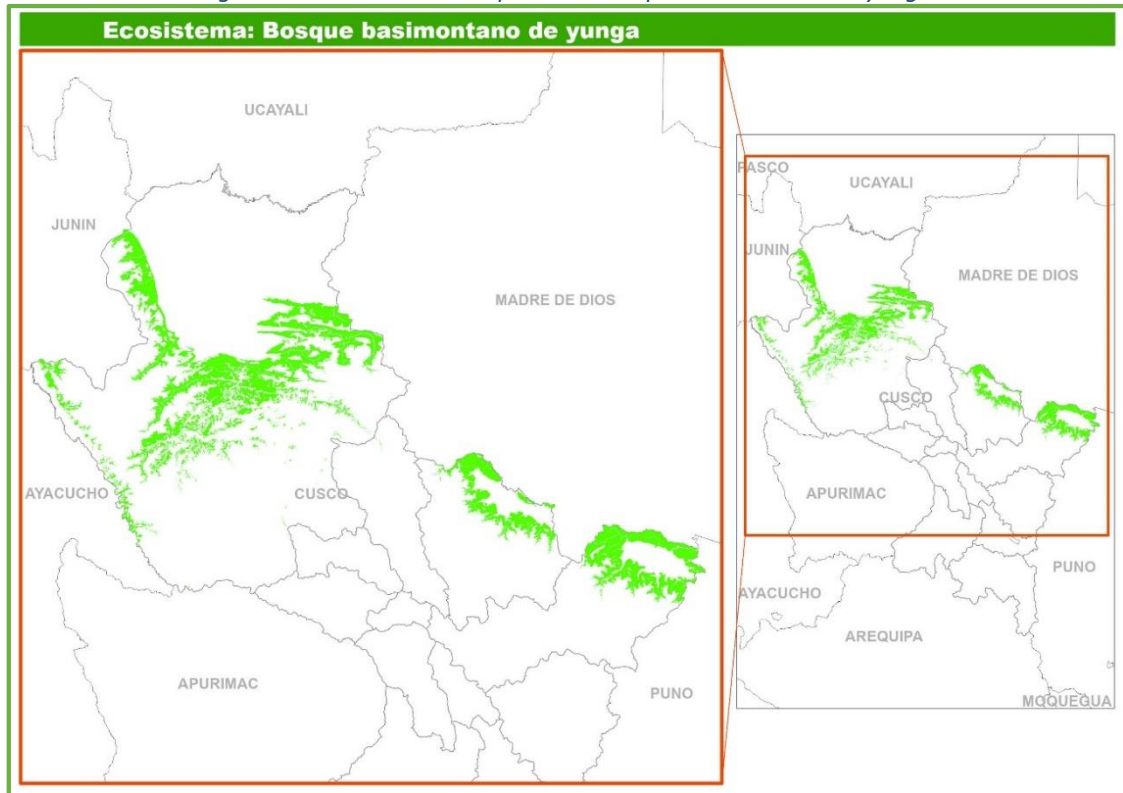 Ecosistema: Bosque basimontano de yunga
UCAYALI
JUNIN
MADRE DE DIOS
AYACUCHO
CUSCO
APURIMAC
PUNO
PASCO
UCAYALI
JUNIN
MADRE DE DIOS
CUSCO
APURIMAC
PUNO
AYACUCHO
AREQUIPA
MOQUEGUA